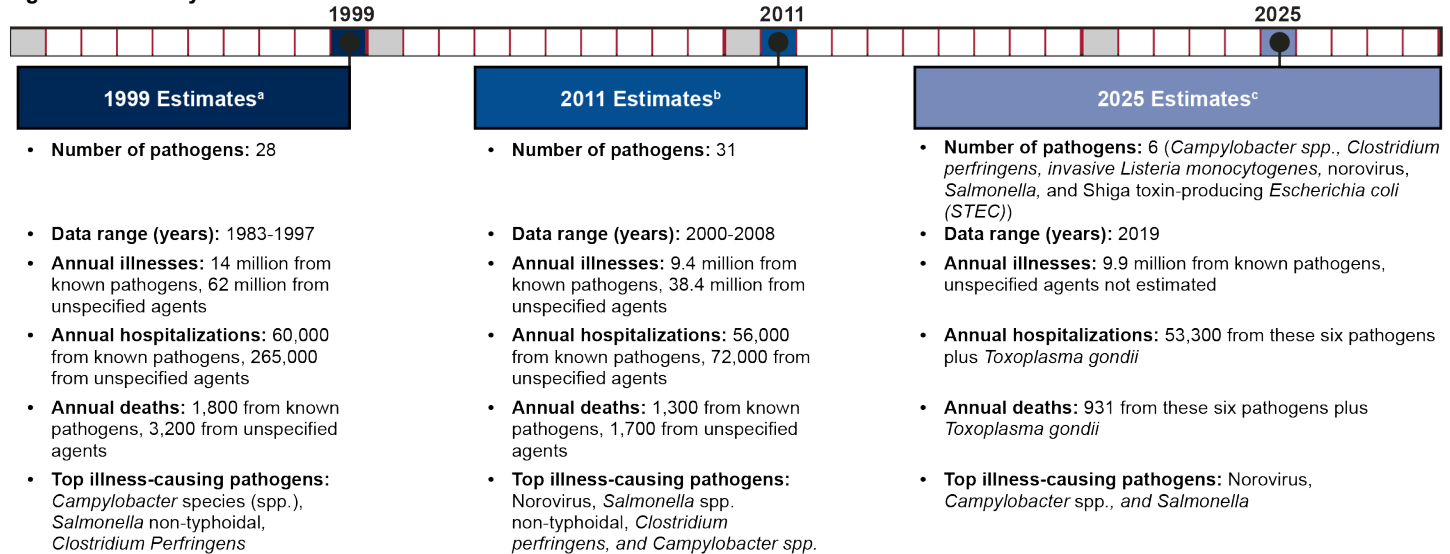 1999
2011
2025
1999 Estimatesᵃ
• Number of pathogens: 28
• Data range (years): 1983-1997
• Annual illnesses: 14 million from
known pathogens, 62 million from
unspecified agents
• Annual hospitalizations: 60,000
from known pathogens, 265,000
from unspecified agents
• Annual deaths: 1,800 from known
pathogens, 3,200 from unspecified
agents
• Top illness-causing pathogens:
Campylobacter species (spp.),
Salmonella non-typhoidal,
Clostridium Perfringens
2011 Estimatesᵇ
• Number of pathogens: 31
• Data range (years): 2000-2008
• Annual illnesses: 9.4 million from
known pathogens, 38.4 million from
unspecified agents
• Annual hospitalizations: 56,000
from known pathogens, 72,000 from
unspecified agents
• Annual deaths: 1,300 from known
pathogens, 1,700 from unspecified
agents
• Top illness-causing pathogens:
Norovirus, Salmonella spp.
non-typhoidal, Clostridium
perfringens, and Campylobacter spp.
2025 Estimatesᶜ
• Number of pathogens: 6 (Campylobacter spp., Clostridium
perfringens, invasive Listeria monocytogenes, norovirus,
Salmonella, and Shiga toxin-producing Escherichia coli
(STEC))
• Data range (years): 2019
• Annual illnesses: 9.9 million from known pathogens,
unspecified agents not estimated
• Annual hospitalizations: 53,300 from these six pathogens
plus Toxoplasma gondii
• Annual deaths: 931 from these six pathogens plus
Toxoplasma gondii
• Top illness-causing pathogens: Norovirus,
Campylobacter spp., and Salmonella